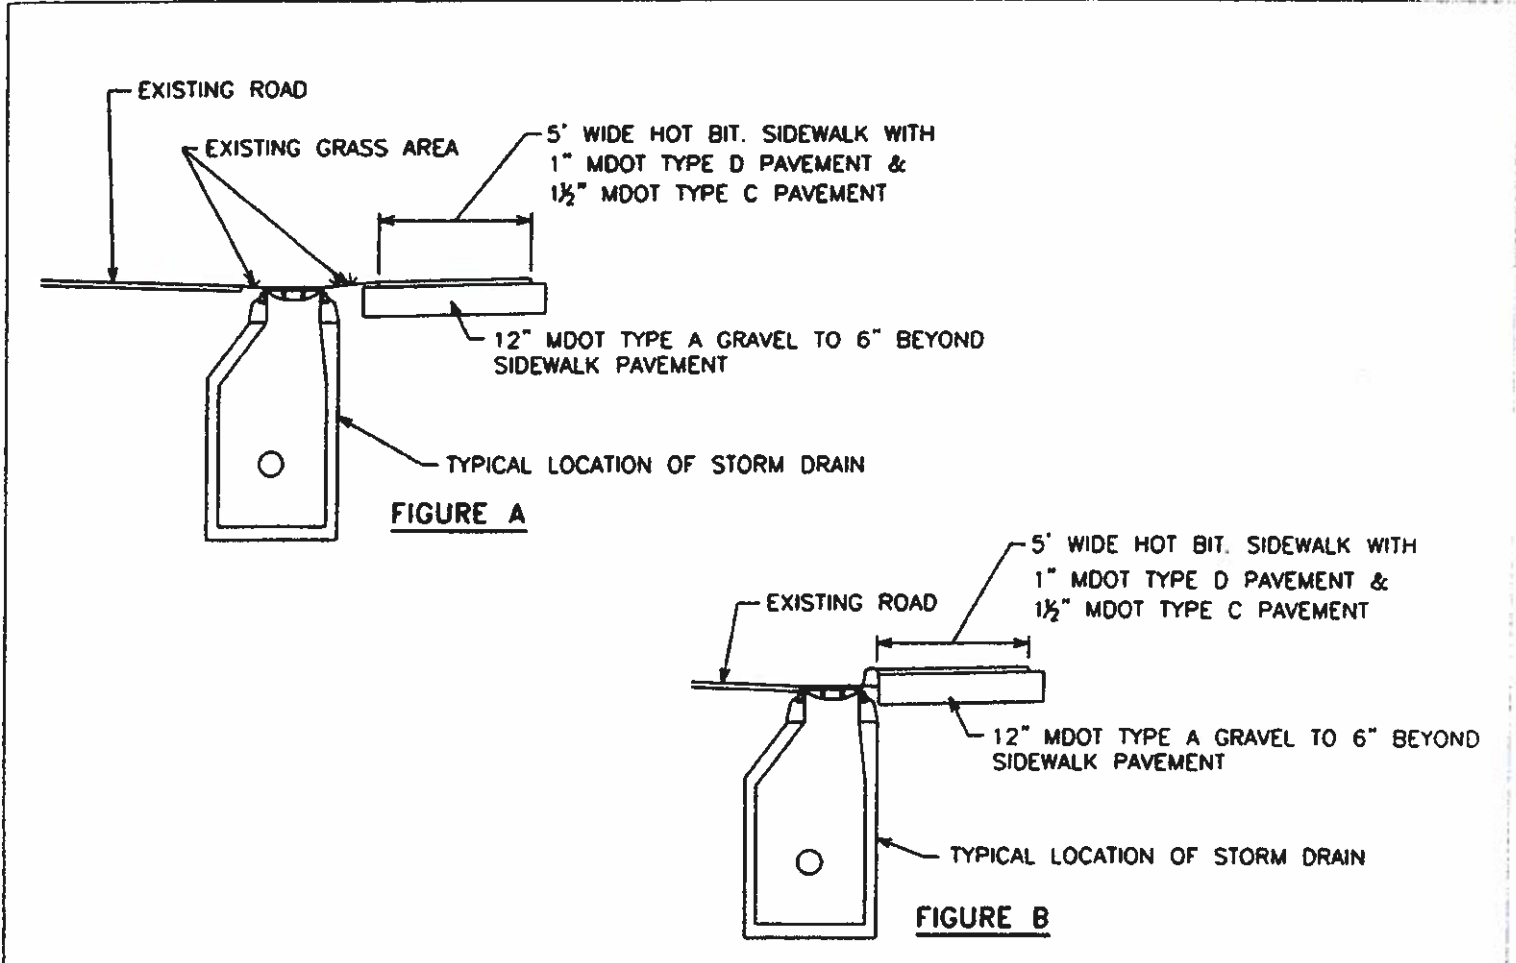 EXISTING ROAD
EXISTING GRASS AREA
5' WIDE HOT BIT. SIDEWALK WITH
1" MDOT TYPE D PAVEMENT &
1½" MDOT TYPE C PAVEMENT
12" MDOT TYPE A GRAVEL TO 6" BEYOND
SIDEWALK PAVEMENT
TYPICAL LOCATION OF STORM DRAIN
FIGURE A
5' WIDE HOT BIT. SIDEWALK WITH
1" MDOT TYPE D PAVEMENT &
1½" MDOT TYPE C PAVEMENT
EXISTING ROAD
12" MDOT TYPE A GRAVEL TO 6" BEYOND
SIDEWALK PAVEMENT
TYPICAL LOCATION OF STORM DRAIN
FIGURE B